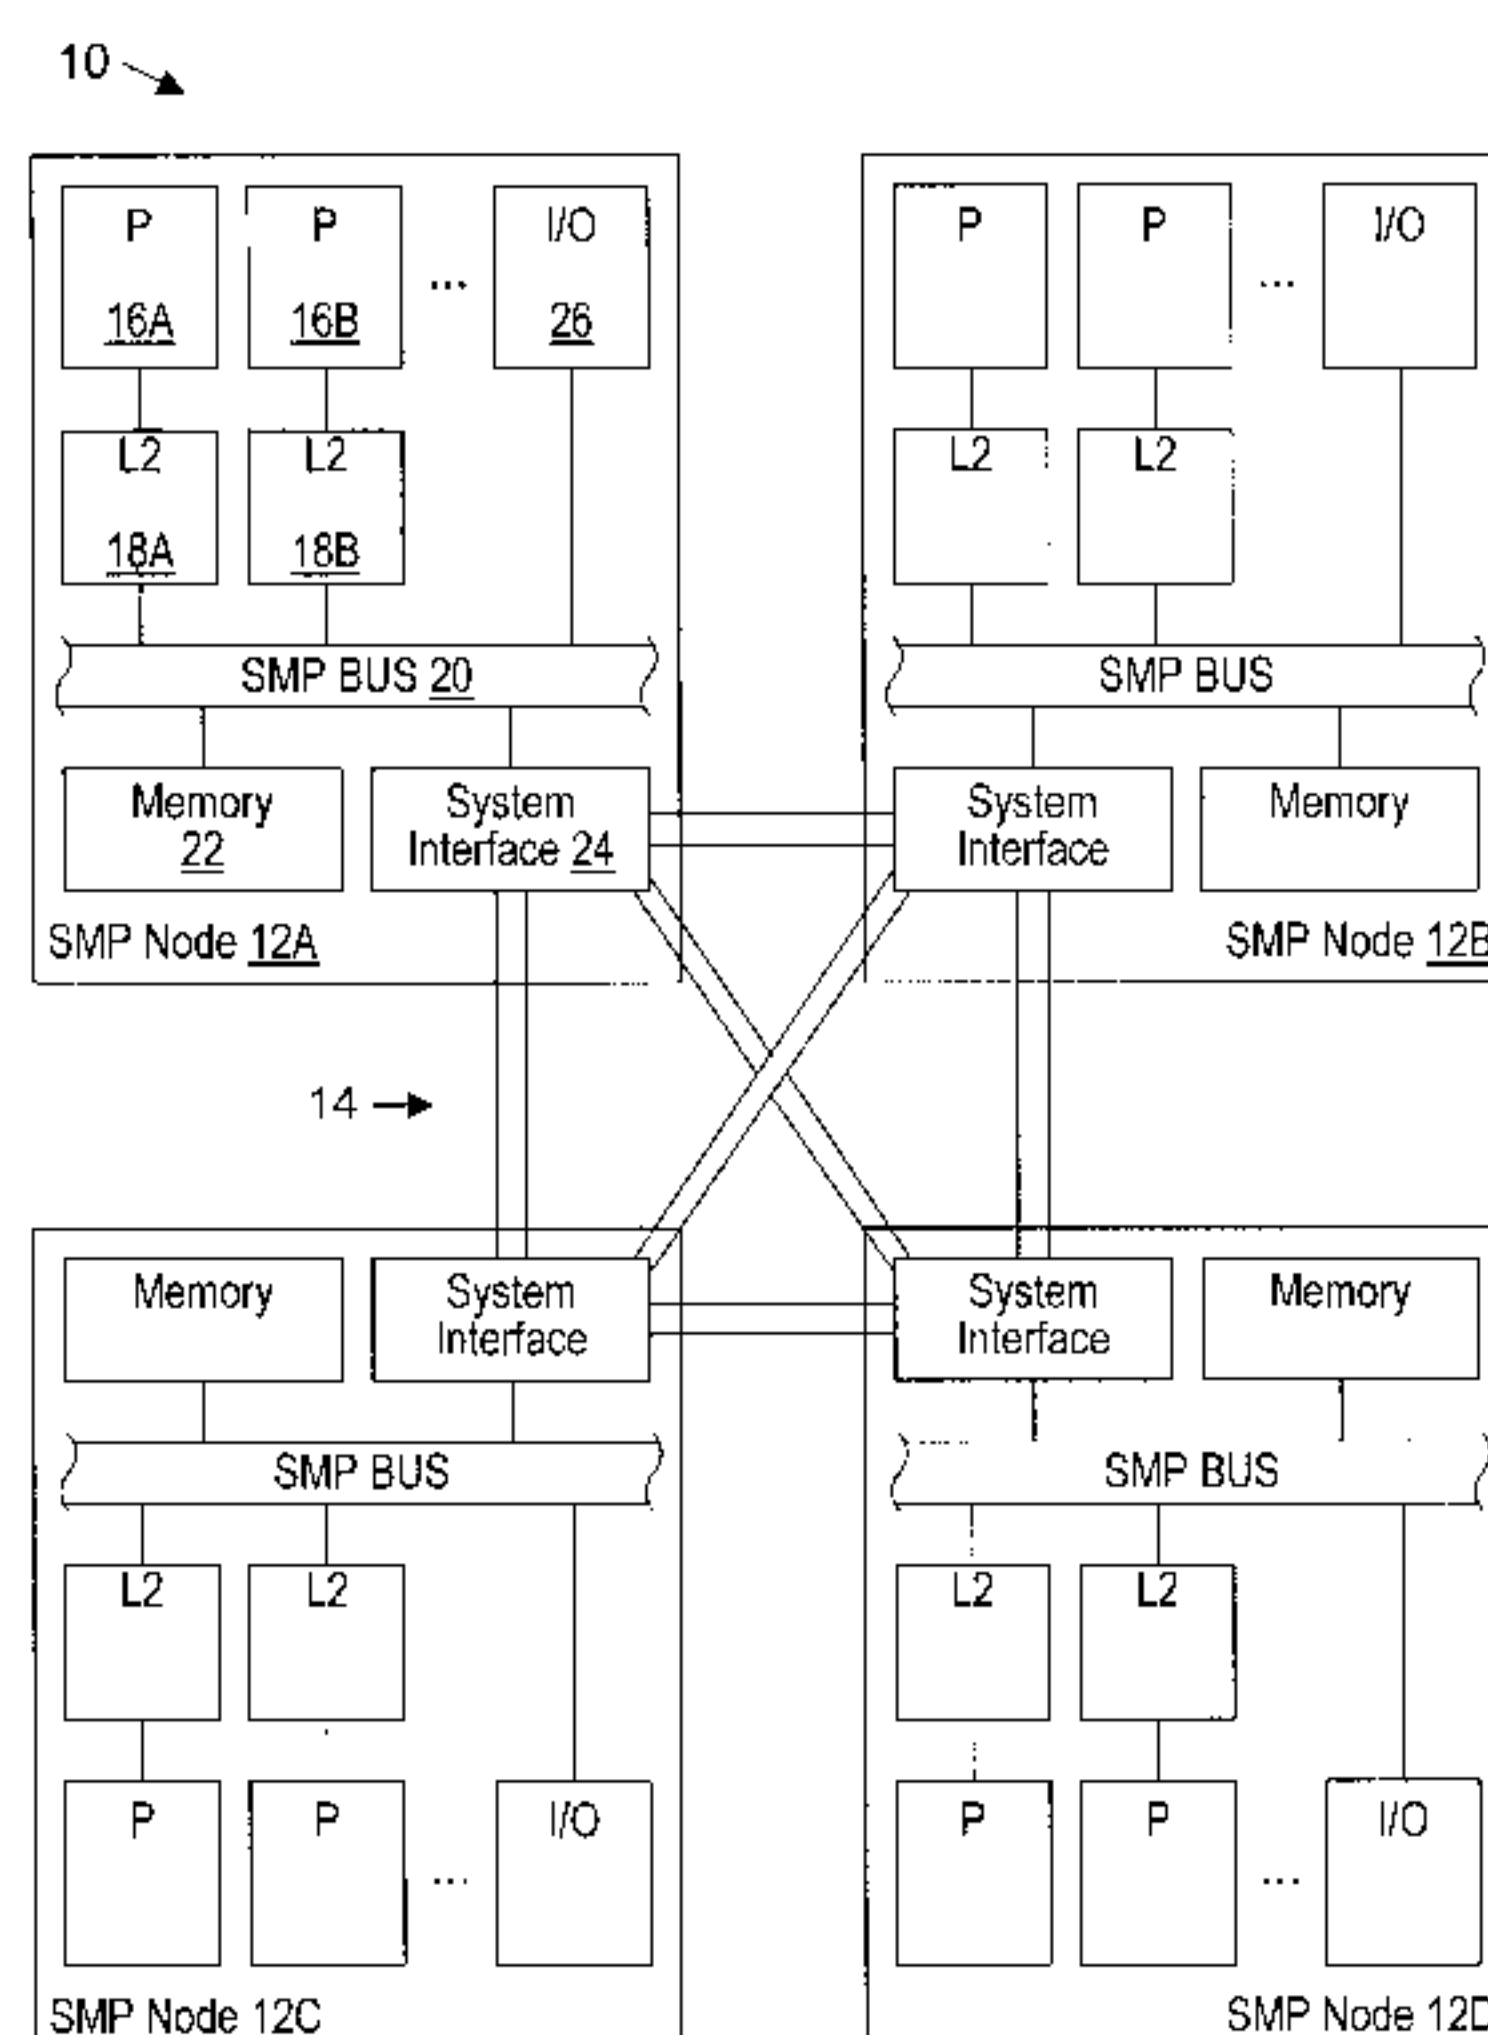 10
P P ... I/O
16A 16B 26
L2 L2
18A 18B
SMP BUS 20
Memory
22
System
Interface 24
SMP Node 12A
P P ... I/O
L2 L2
SMP BUS
System
Interface
Memory
SMP Node 12B
14
Memory
System
Interface
SMP BUS
L2 L2
P P ... I/O
SMP Node 12C
System
Interface
Memory
SMP BUS
L2 L2
P P ... I/O
SMP Node 12D